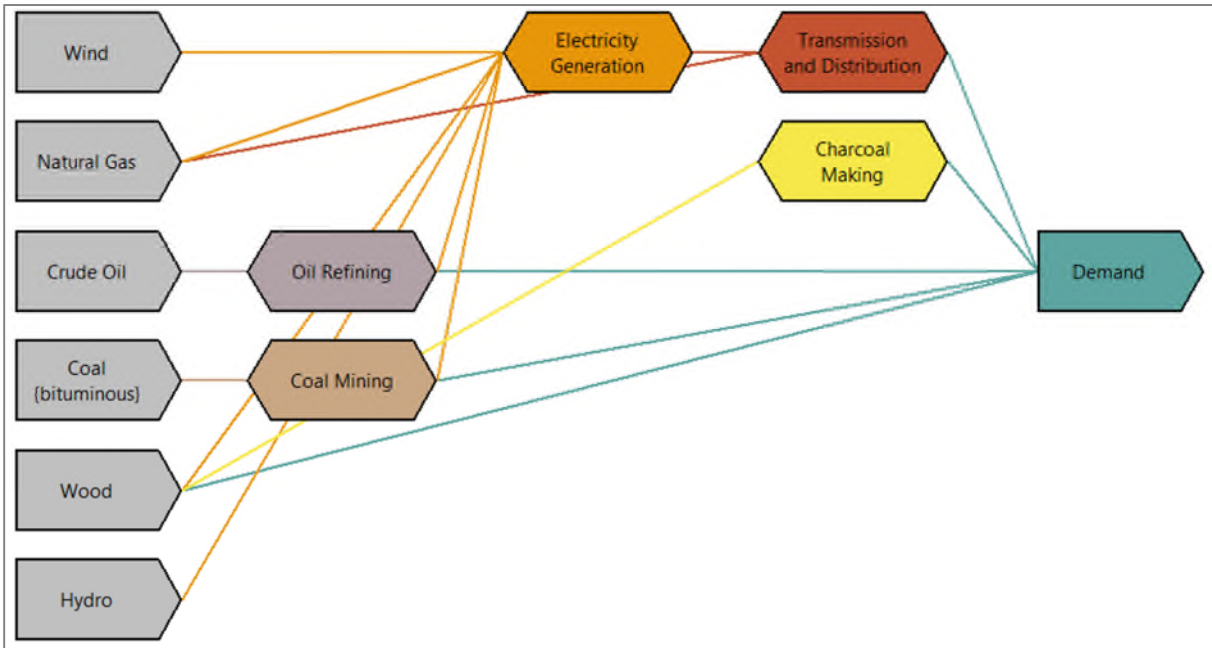 Wind
Electricity
Generation
Transmission
and Distribution
Natural Gas
Charcoal
Making
Crude Oil
Oil Refining
Demand
Coal
(bituminous)
Coal Mining
Wood
Hydro